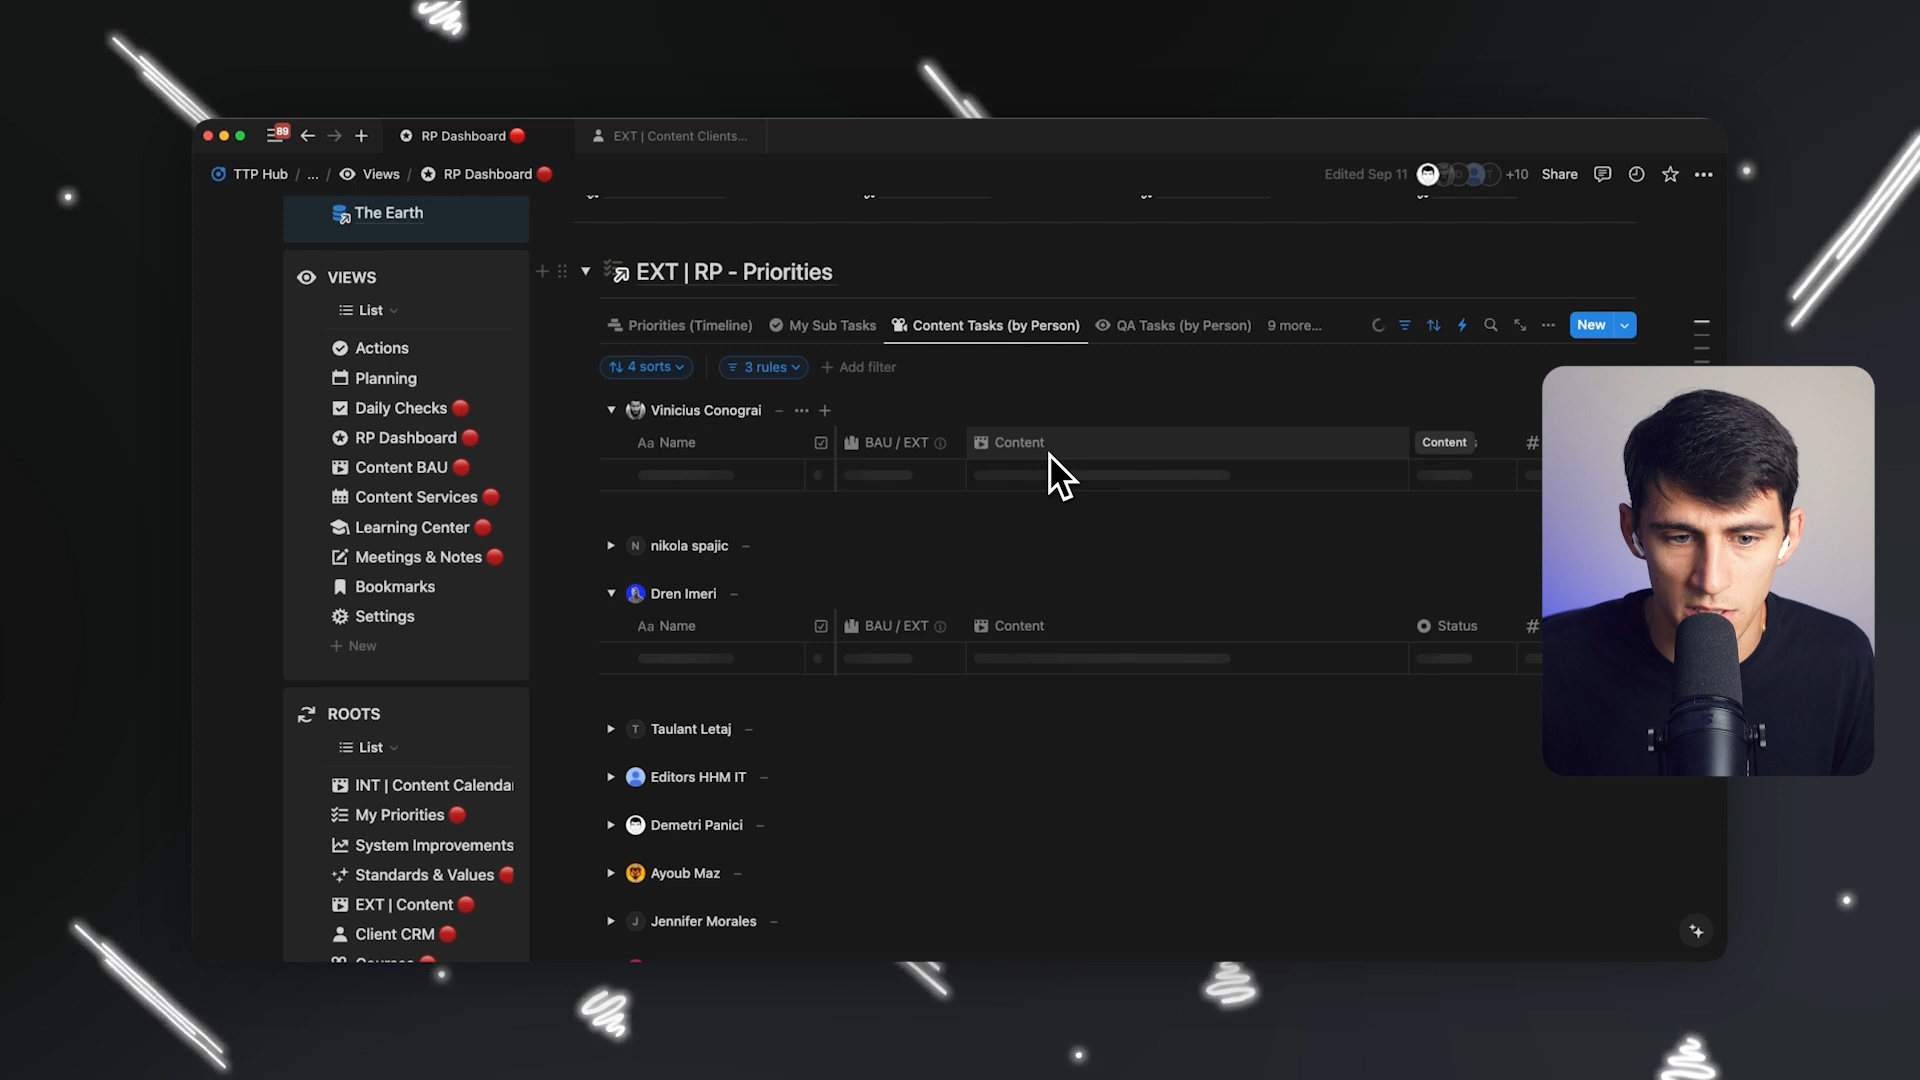 89
RP Dashboard
EXT | Content Clients...
TTP Hub / ... / Views / RP Dashboard
Edited Sep 11
+10
Share
The Earth
VIEWS
List
Actions
Planning
Daily Checks
RP Dashboard
Content BAU
Content Services
Learning Center
Meetings & Notes
Bookmarks
Settings
+ New
ROOTS
List
INT | Content Calenda
My Priorities
System Improvements
Standards & Values
EXT | Content
Client CRM
EXT | RP - Priorities
Priorities (Timeline)
My Sub Tasks
Content Tasks (by Person)
QA Tasks (by Person)
9 more...
New
4 sorts
3 rules
+ Add filter
Vinicius Conograi
Aa Name
BAU / EXT
Content
Content
#
N nikola spajic
Dren Imeri
Aa Name
BAU / EXT
Content
Status
#
T Taulant Letaj
Editors HHM IT
Demetri Panici
Ayoub Maz
J Jennifer Morales